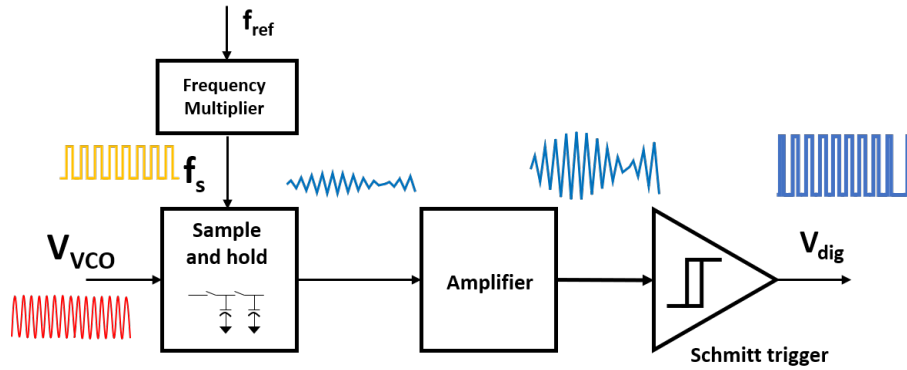 f_ref
Frequency
Multiplier
f_s
Sample
and hold
V_VCO
Amplifier
V_dig
Schmitt trigger